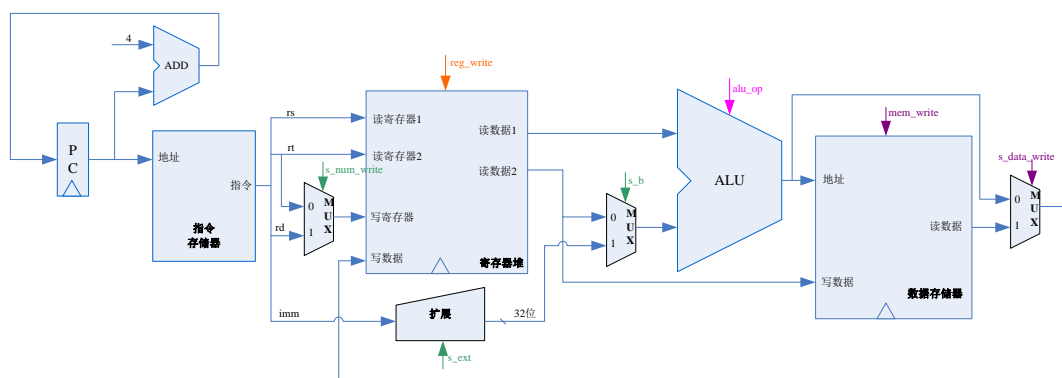 4
ADD
P
C
地址
指令
指令
存储器
rs
rt
rd
imm
s_num_write
0
1
M
U
X
reg_write
读寄存器1
读寄存器2
写寄存器
写数据
读数据1
读数据2
寄存器堆
扩展
s_ext
32位
s_b
0
1
M
U
X
alu_op
ALU
mem_write
地址
读数据
写数据
数据存储器
s_data_write
0
1
M
U
X